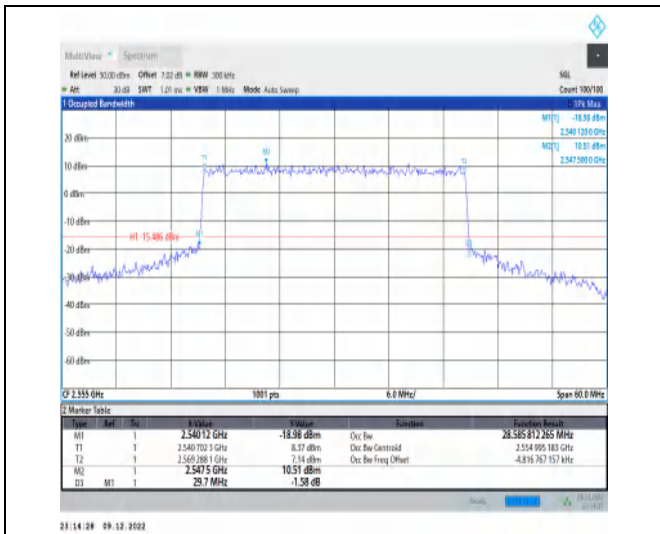 MultiView Spectrum
Ref Level 30.00 dBm Offset 7.02 dB RBW 300 kHz SGL
Att 30 dB SWT 1.01 ms VBW 1 MHz Mode Auto Sweep Count 100/100
1 Occupied Bandwidth 1Pk Max
M1[1] -18.98 dBm
2.540 120 0 GHz
M2[1] 10.51 dBm
2.347 500 0 GHz
20 dBm
10 dBm
0 dBm
-10 dBm
H1 -15.486 dBm
-20 dBm
-30 dBm
-40 dBm
-50 dBm
-60 dBm
CF 2.555 GHz 1001 pts 6.0 MHz/ Span 60.0 MHz
2 Marker Table
Type Ref Trc X-Value Y-Value Function Function Result
M1 1 2.54012 GHz -18.98 dBm Occ Bw 28.585 812 265 MHz
T1 1 2.540 702 3 GHz 8.37 dBm Occ Bw Centroid 2.554 995 183 GHz
T2 1 2.569 288 1 GHz 7.14 dBm Occ Bw Freq Offset -4.816 767 157 kHz
M2 1 2.5475 GHz 10.51 dBm
D3 M1 1 29.7 MHz -1.58 dB
Ready
23:14:28 09.12.2022